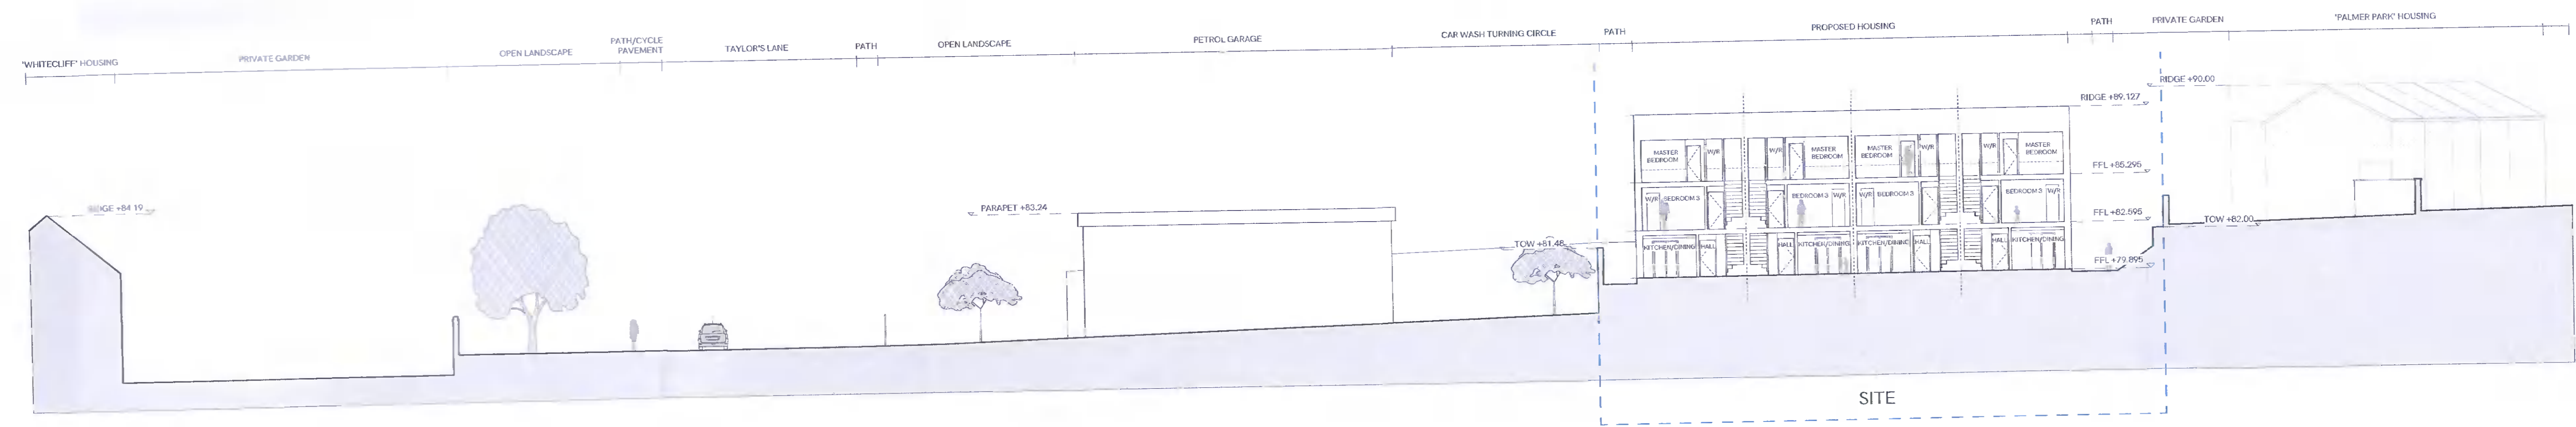 'WHITECLIFF' HOUSING
PRIVATE GARDEN
OPEN LANDSCAPE
PATH/CYCLE
PAVEMENT
TAYLOR'S LANE
PATH
OPEN LANDSCAPE
PETROL GARAGE
CAR WASH TURNING CIRCLE
PATH
PROPOSED HOUSING
PATH
PRIVATE GARDEN
'PALMER PARK' HOUSING
RIDGE +90.00
RIDGE +89.127
MASTER
BEDROOM
W/R
W/R
MASTER
BEDROOM
MASTER
BEDROOM
W/R
W/R
MASTER
BEDROOM
FFL +85.295
W/R
BEDROOM 3
BEDROOM 3
W/R
W/R
BEDROOM 3
BEDROOM 3
W/R
FFL +82.595
RIDGE +84.19
PARAPET +83.24
TOW +82.00
TOW +81.48
KITCHEN/DINING
HALL
HALL
KITCHEN/DINING
KITCHEN/DINING
HALL
HALL
KITCHEN/DINING
FFL +79.895
SITE